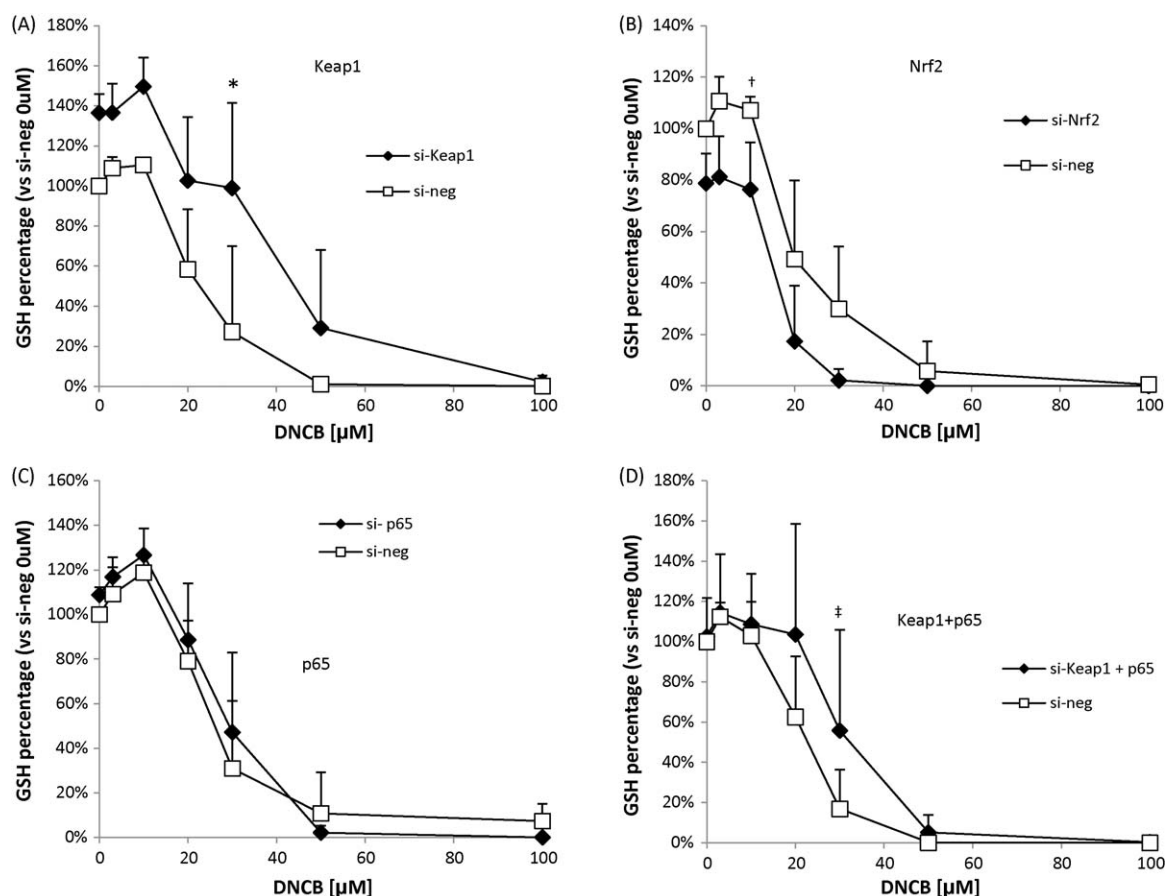 (A)
180%
160%
140%
120%
100%
80%
60%
40%
20%
0%
GSH percentage (vs si-neg 0uM)
Keap1
*
si-Keap1
si-neg
0 20 40 60 80 100
DNCB [µM]
(B)
140%
120%
100%
80%
60%
40%
20%
0%
GSH percentage (vs si-neg 0uM)
Nrf2
†
si-Nrf2
si-neg
0 20 40 60 80 100
DNCB [µM]
(C)
160%
140%
120%
100%
80%
60%
40%
20%
0%
GSH percentage (vs si-neg 0uM)
si- p65
si-neg
p65
0 20 40 60 80 100
DNCB [µM]
(D)
180%
160%
140%
120%
100%
80%
60%
40%
20%
0%
GSH percentage (vs si-neg 0uM)
‡
Keap1+p65
si-Keap1 + p65
si-neg
0 20 40 60 80 100
DNCB [µM]